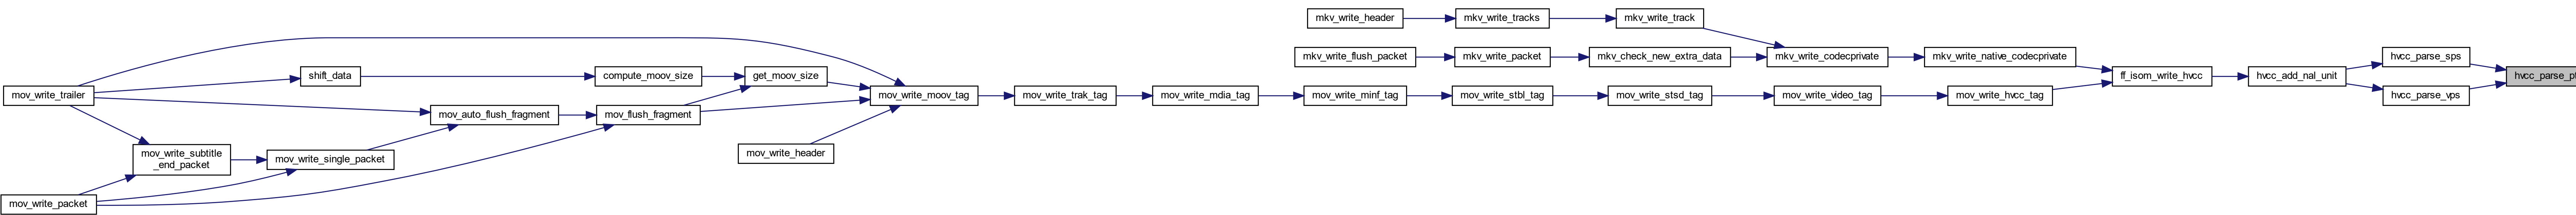 mkv_write_header
mkv_write_tracks
mkv_write_track
mkv_write_flush_packet
mkv_write_packet
mkv_check_new_extra_data
mkv_write_codecprivate
mkv_write_native_codecprivate
hvcc_parse_sps
shift_data
compute_moov_size
get_moov_size
ff_isom_write_hvcc
hvcc_add_nal_unit
mov_write_trailer
mov_write_moov_tag
mov_write_trak_tag
mov_write_mdia_tag
mov_write_minf_tag
mov_write_stbl_tag
mov_write_stsd_tag
mov_write_video_tag
mov_write_hvcc_tag
hvcc_parse_vps
mov_auto_flush_fragment
mov_flush_fragment
mov_write_subtitle
_end_packet
mov_write_single_packet
mov_write_header
mov_write_packet